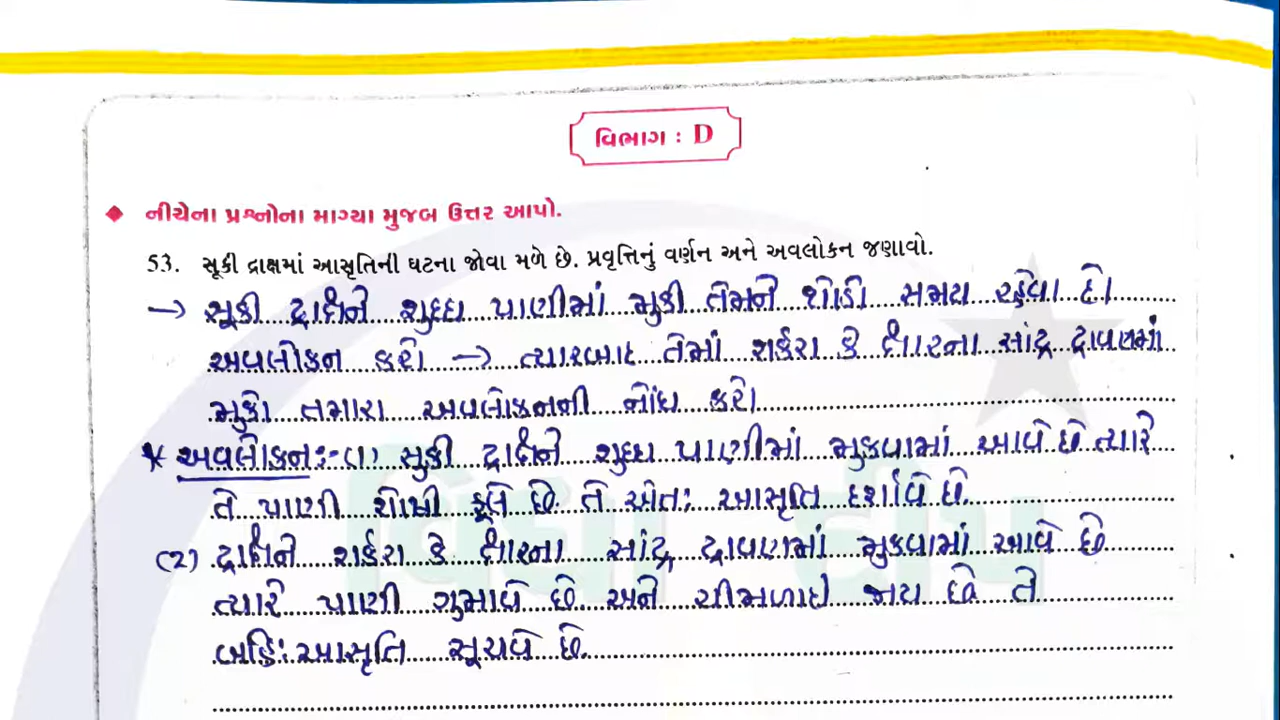 વિભાગ : D
નીચેના પ્રશ્નોના માગ્યા મુજબ ઉત્તર આપો.
53. સૂકી દ્રાક્ષમાં આસૃતિની ઘટના જોવા મળે છે. પ્રવૃત્તિનું વર્ણન અને અવલોકન જણાવો.
→ સૂકી દ્રાક્ષને શુધ્ધ પાણીમાં મુકી તેમને થોડો સમય રહેવા દો
અવલોકન કરો → ત્યારબાદ તેમાં શર્કરા કે ક્ષારના સાંદ્ર દ્રાવણમાં
મુકો તમારા અવલોકનની નોંધ કરો
* અવલોકન:-(1) સુકી દ્રાક્ષને શુધ્ધ પાણીમાં મુકવામાં આવે છે ત્યારે
તે પાણી શોષી ફૂલે છે. તે અંત: આસૃતિ દર્શાવે છે.
(2) દ્રાક્ષને શર્કરા કે ક્ષારના સાંદ્ર દ્રાવણમાં મુકવામાં આવે છે
ત્યારે પાણી ગુમાવે છે. અને ચીમળાઇ જાય છે તે
બહિ:આસૃતિ સૂચવે છે.
વિદ્યા દીપ